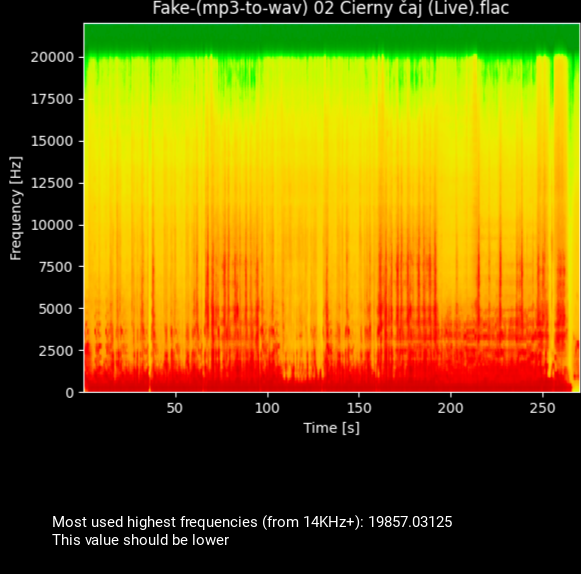 Fake-(mp3-to-wav) 02 Cierny čaj (Live).flac
20000
17500
15000
12500
10000
7500
5000
2500
0
Frequency [Hz]
50
100
150
200
250
Time [s]
Most used highest frequencies (from 14KHz+): 19857.03125
This value should be lower